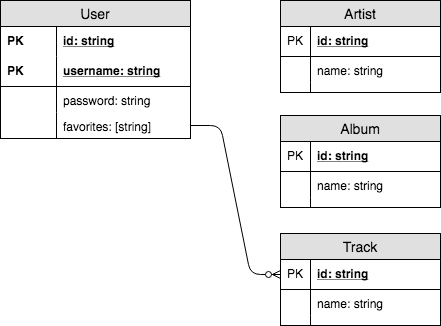 User
PK id: string
PK username: string
password: string
favorites: [string]
Artist
PK id: string
name: string
Album
PK id: string
name: string
Track
PK id: string
name: string